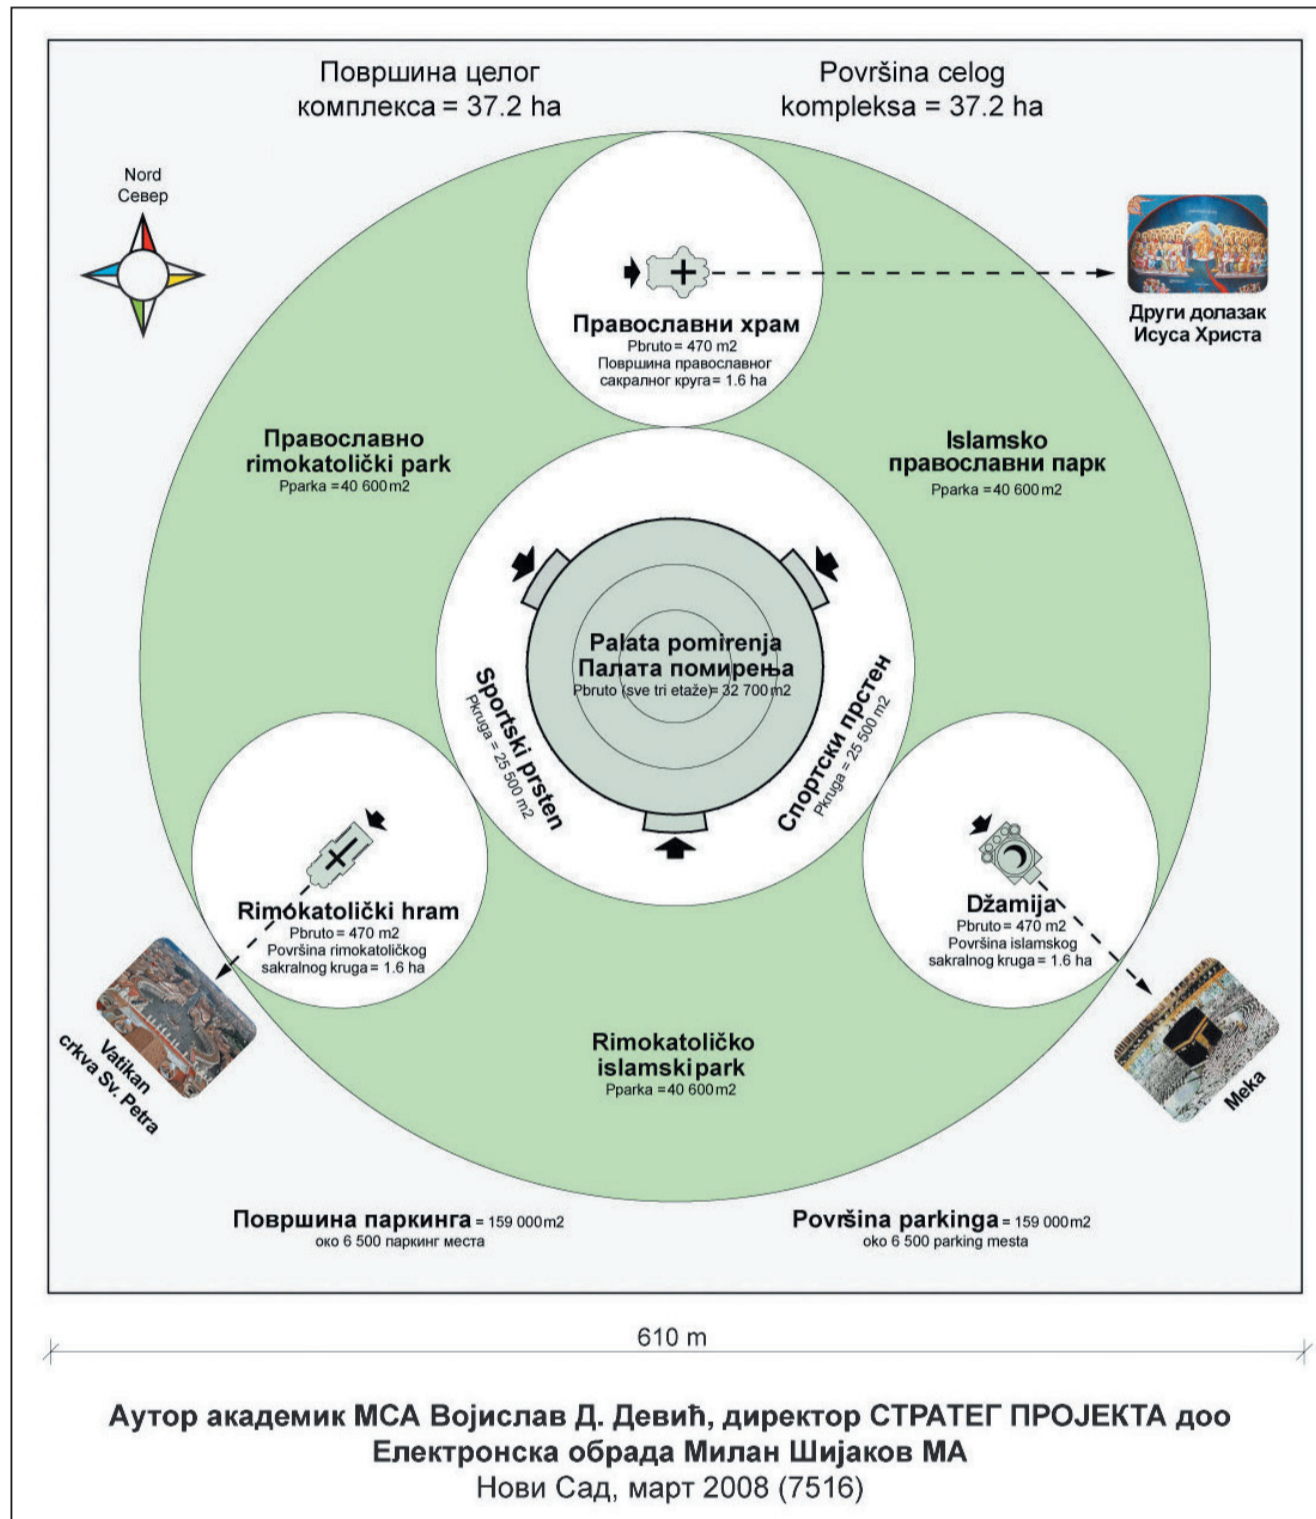 Површина целог
комплекса = 37.2 ha
Površina celog
kompleksa = 37.2 ha
Nord
Север
Други долазак
Исуса Христа
Православни храм
Pbruto = 470 m2
Површина православног
сакралног круга = 1.6 ha
Православно
rimokatolički park
Pparka =40 600 m2
Islamsko
православни парк
Pparka =40 600 m2
Palata pomirenja
Палата помирења
Pbruto (sve tri etaže)= 32 700 m2
Sportski prsten
Pkruga = 25 500 m2
Спортски прстен
Pkruga = 25 500 m2
Rimokatolički hram
Pbruto = 470 m2
Površina rimokatoličkog
sakralnog kruga = 1.6 ha
Džamija
Pbruto = 470 m2
Površina islamskog
sakralnog kruga = 1.6 ha
Vatikan
crkva Sv. Petra
Meka
Rimokatoličko
islamski park
Pparka =40 600 m2
Површина паркинга = 159 000 m2
око 6 500 паркинг места
Površina parkinga = 159 000 m2
oko 6 500 parking mesta
610 m
Аутор академик МСА Војислав Д. Девић, директор СТРАТЕГ ПРОЈЕКТА доо
Електронска обрада Милан Шијаков МА
Нови Сад, март 2008 (7516)